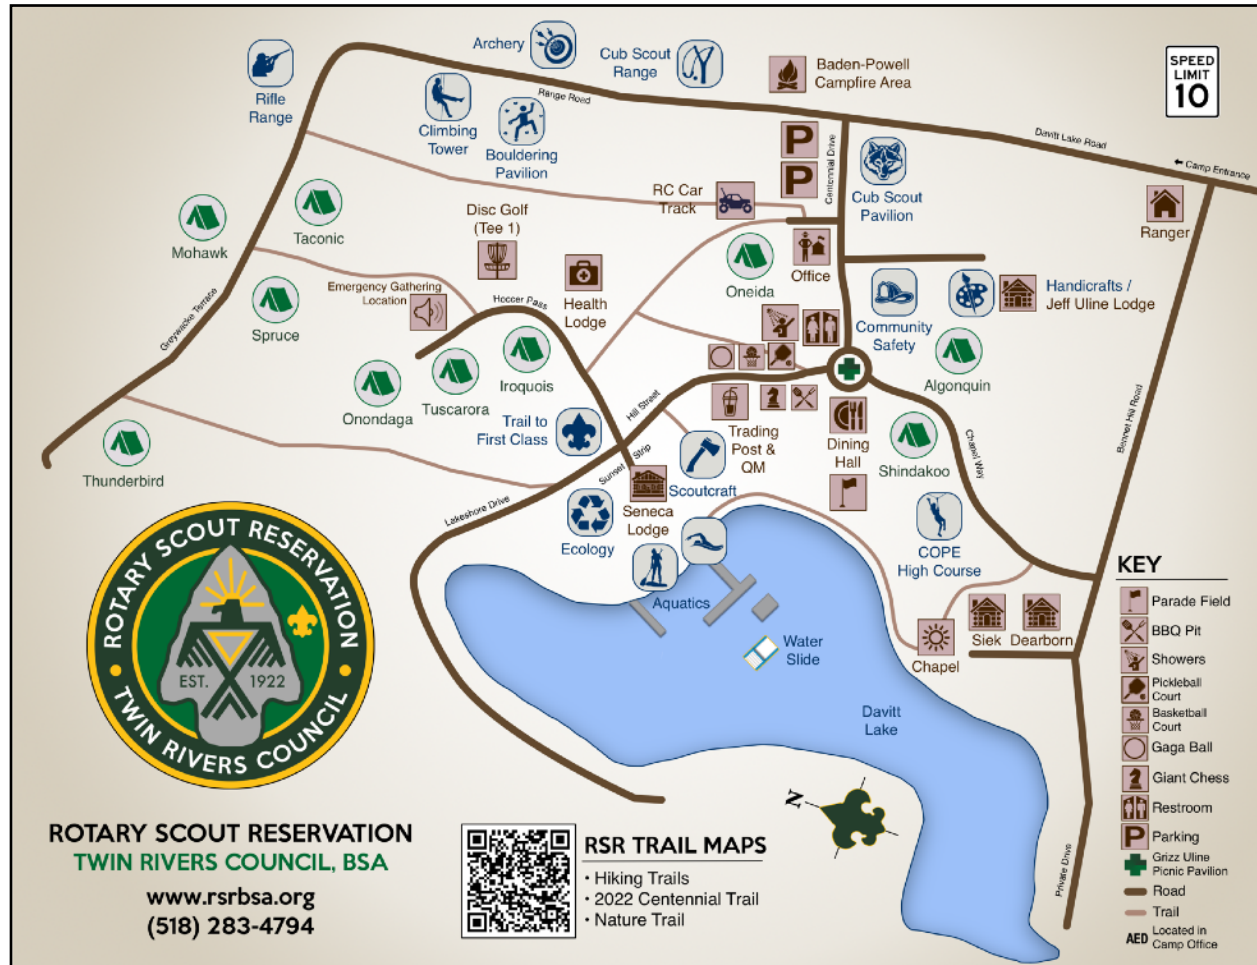 Archery
Cub Scout
Range
Baden-Powell
Campfire Area
SPEED
LIMIT
10
Rifle
Range
Range Road
Climbing
Tower
Bouldering
Pavilion
P
P
Centennial Drive
Davitt Lake Road
Camp Entrance
Cub Scout
Pavilion
RC Car
Track
Ranger
Mohawk
Taconic
Disc Golf
(Tee 1)
Office
Oneida
Emergency Gathering
Location
Health
Lodge
Handicrafts /
Jeff Uline Lodge
Hoccer Pass
Greywacke Terrace
Spruce
Community
Safety
Algonquin
Iroquois
Tuscarora
Onondaga
Trail to
First Class
Hill Street
Trading
Post &
QM
Dining
Hall
Shindakoo
Chapel Way
Bennet Hill Road
Thunderbird
Sunset Strip
Scoutcraft
Seneca
Lodge
Lakeshore Drive
Ecology
COPE
High Course
Aquatics
Water
Slide
Chapel
Siek
Dearborn
Davitt
Lake
Private Drive
N
ROTARY SCOUT RESERVATION
EST. 1922
TWIN RIVERS COUNCIL
ROTARY SCOUT RESERVATION
TWIN RIVERS COUNCIL, BSA
www.rsrbsa.org
(518) 283-4794
RSR TRAIL MAPS
• Hiking Trails
• 2022 Centennial Trail
• Nature Trail
KEY
Parade Field
BBQ Pit
Showers
Pickleball
Court
Basketball
Court
Gaga Ball
Giant Chess
Restroom
P Parking
Grizz Uline
Picnic Pavilion
Road
Trail
AED Located in
Camp Office